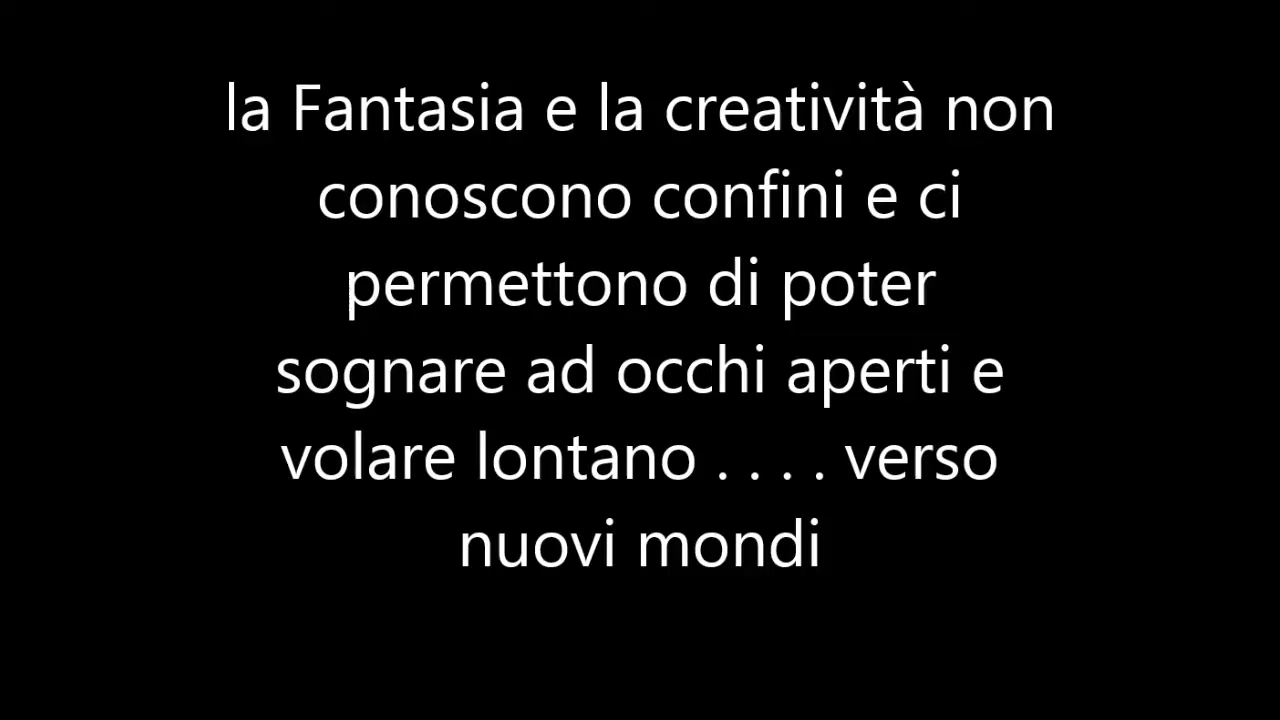 la Fantasia e la creatività non
conoscono confini e ci
permettono di poter
sognare ad occhi aperti e
volare lontano . . . . verso
nuovi mondi